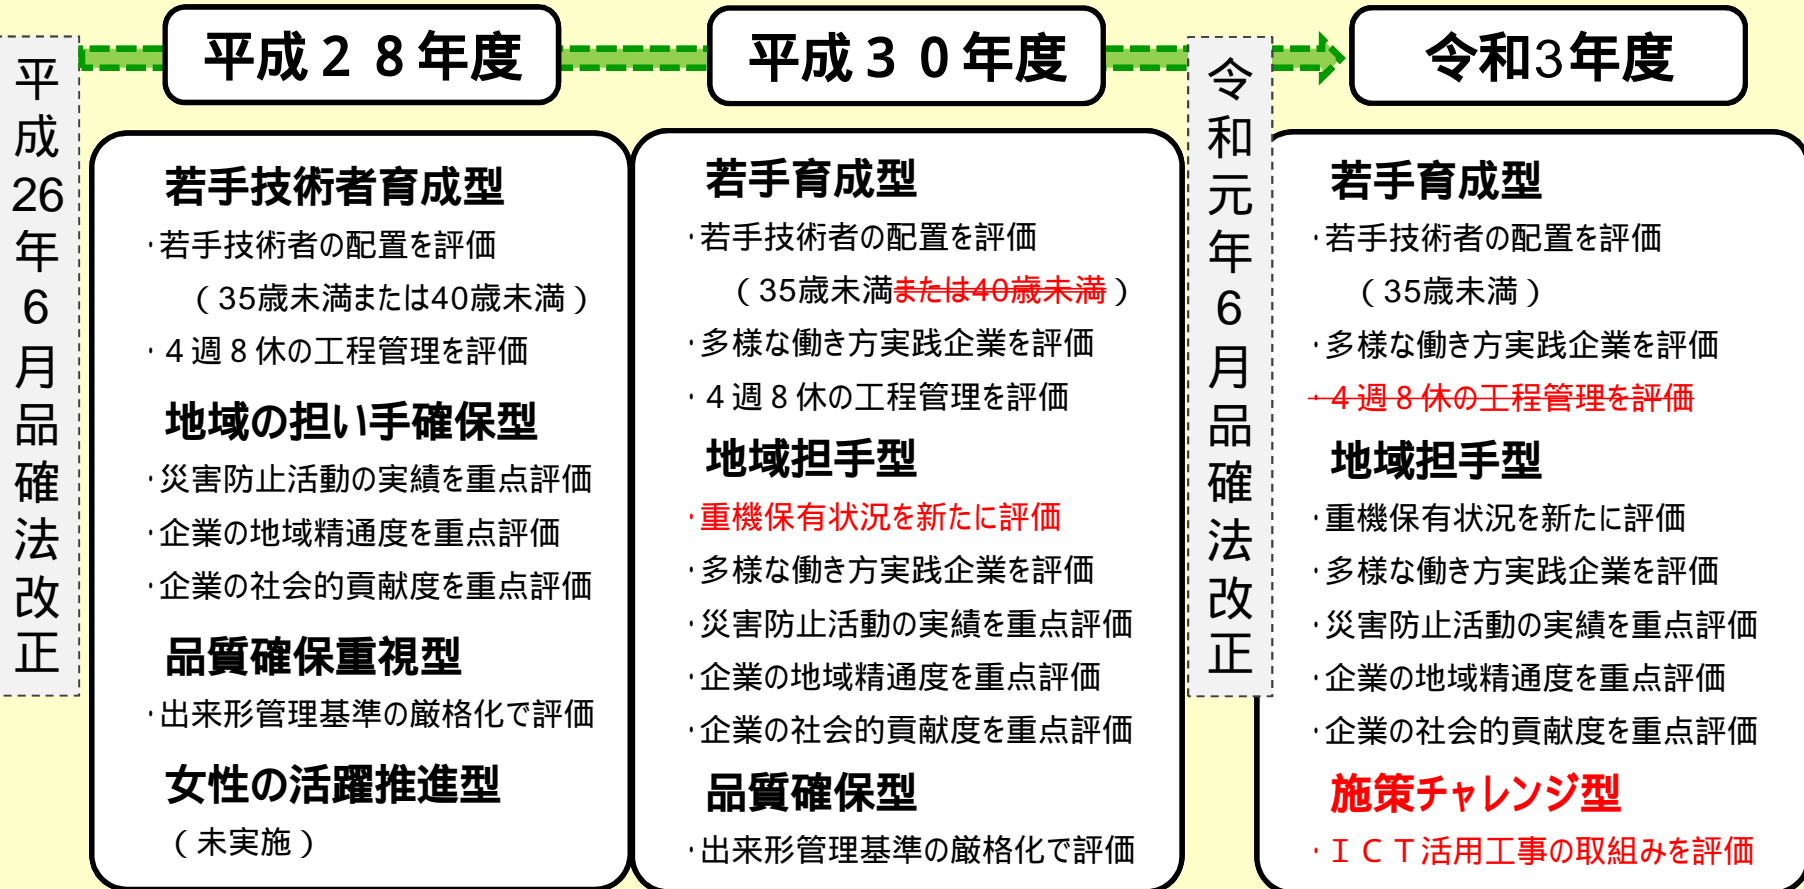 平成26年6月品確法改正
平成２８年度
若手技術者育成型
・若手技術者の配置を評価
（35歳未満または40歳未満）
・４週８休の工程管理を評価
地域の担い手確保型
・災害防止活動の実績を重点評価
・企業の地域精通度を重点評価
・企業の社会的貢献度を重点評価
品質確保重視型
・出来形管理基準の厳格化で評価
女性の活躍推進型
（未実施）
平成３０年度
若手育成型
・若手技術者の配置を評価
（35歳未満または40歳未満）
・多様な働き方実践企業を評価
・４週８休の工程管理を評価
地域担手型
・重機保有状況を新たに評価
・多様な働き方実践企業を評価
・災害防止活動の実績を重点評価
・企業の地域精通度を重点評価
・企業の社会的貢献度を重点評価
品質確保型
・出来形管理基準の厳格化で評価
令和元年6月品確法改正
令和3年度
若手育成型
・若手技術者の配置を評価
（35歳未満）
・多様な働き方実践企業を評価
・４週８休の工程管理を評価
地域担手型
・重機保有状況を新たに評価
・多様な働き方実践企業を評価
・災害防止活動の実績を重点評価
・企業の地域精通度を重点評価
・企業の社会的貢献度を重点評価
施策チャレンジ型
・ＩＣＴ活用工事の取組みを評価